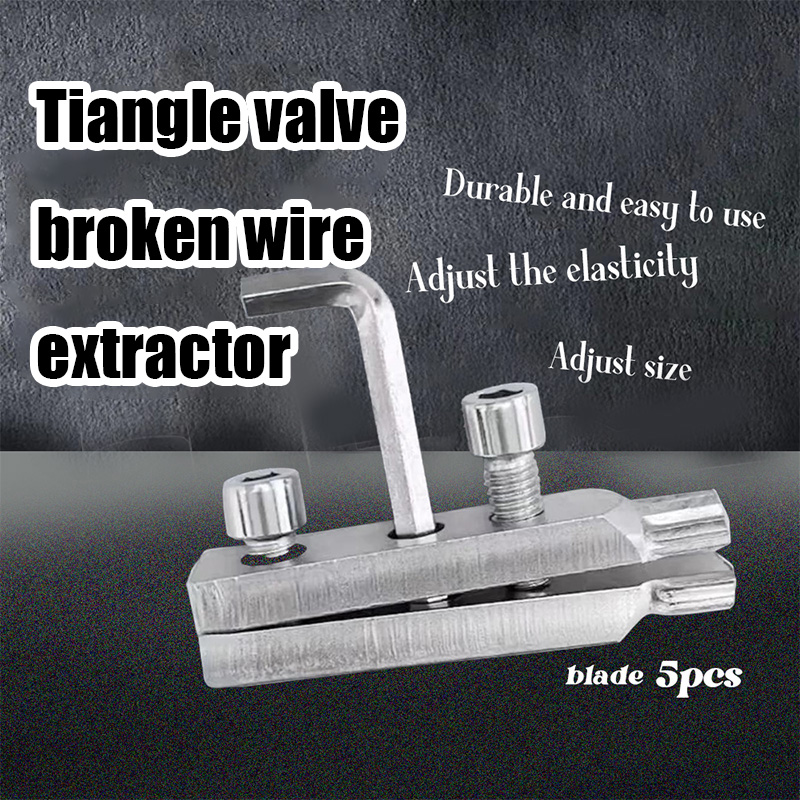 Tiangle valve
broken wire
extractor
Durable and easy to use
Adjust the elasticity
Adjust size
blade 5pcs